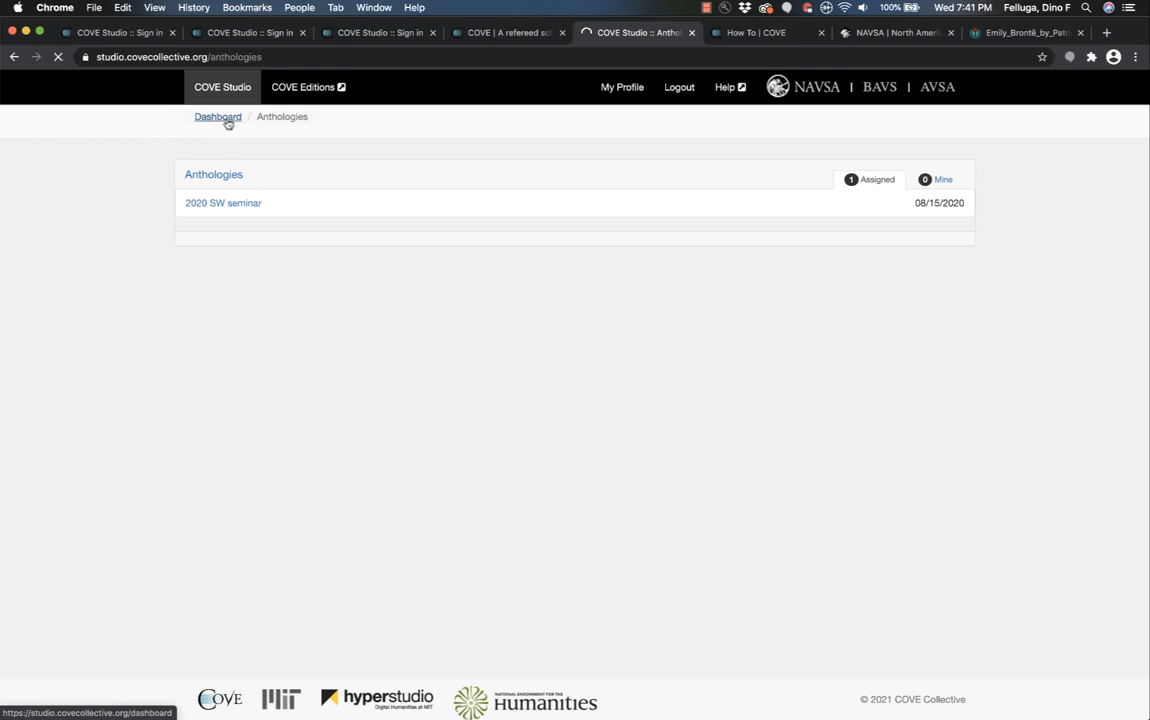 Chrome File Edit View History Bookmarks People Tab Window Help 100% Wed 7:41 PM Felluga, Dino F
COVE Studio :: Sign in COVE Studio :: Sign in COVE Studio :: Sign in COVE | A refereed sch COVE Studio :: Antho How To | COVE NAVSA | North Americ Emily_Brontë_by_Patri
studio.covecollective.org/anthologies
COVE Studio COVE Editions My Profile Logout Help NAVSA | BAVS | AVSA
Dashboard / Anthologies
Anthologies 1 Assigned 0 Mine
2020 SW seminar 08/15/2020
COVE MIT hyperstudio Digital Humanities at MIT NATIONAL ENDOWMENT FOR THE Humanities © 2021 COVE Collective
https://studio.covecollective.org/dashboard